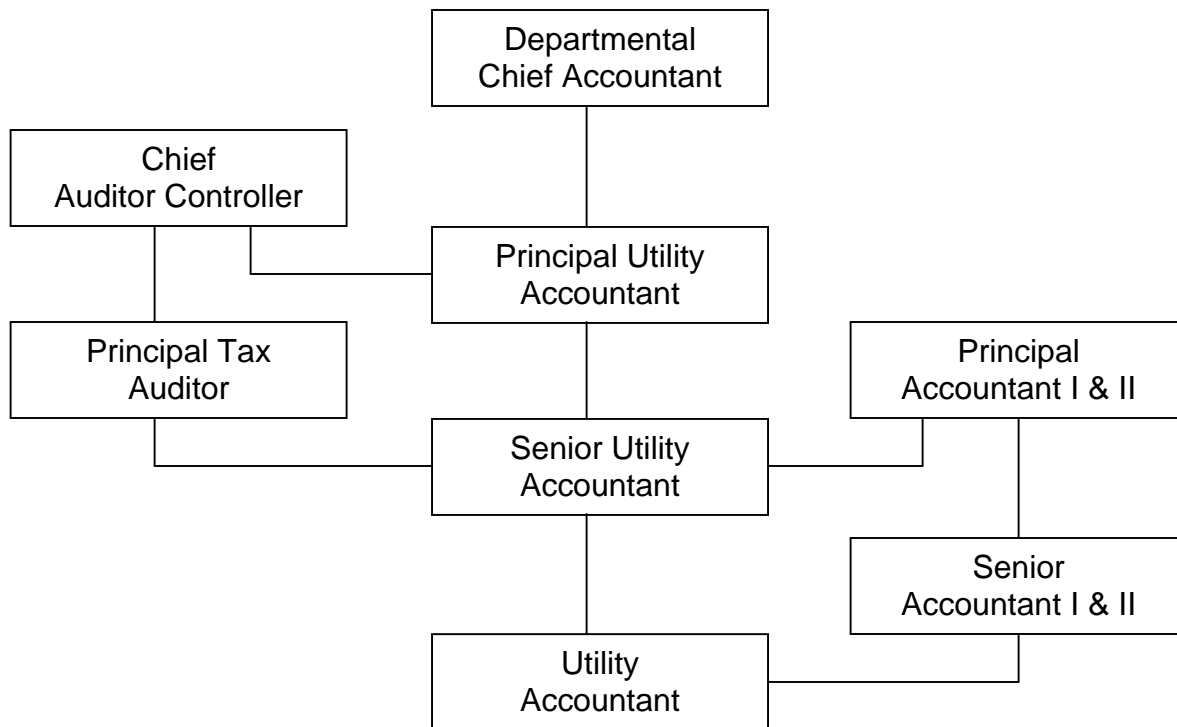 Departmental
Chief Accountant
Chief
Auditor Controller
Principal Utility
Accountant
Principal Tax
Auditor
Principal
Accountant I & II
Senior Utility
Accountant
Senior
Accountant I & II
Utility
Accountant